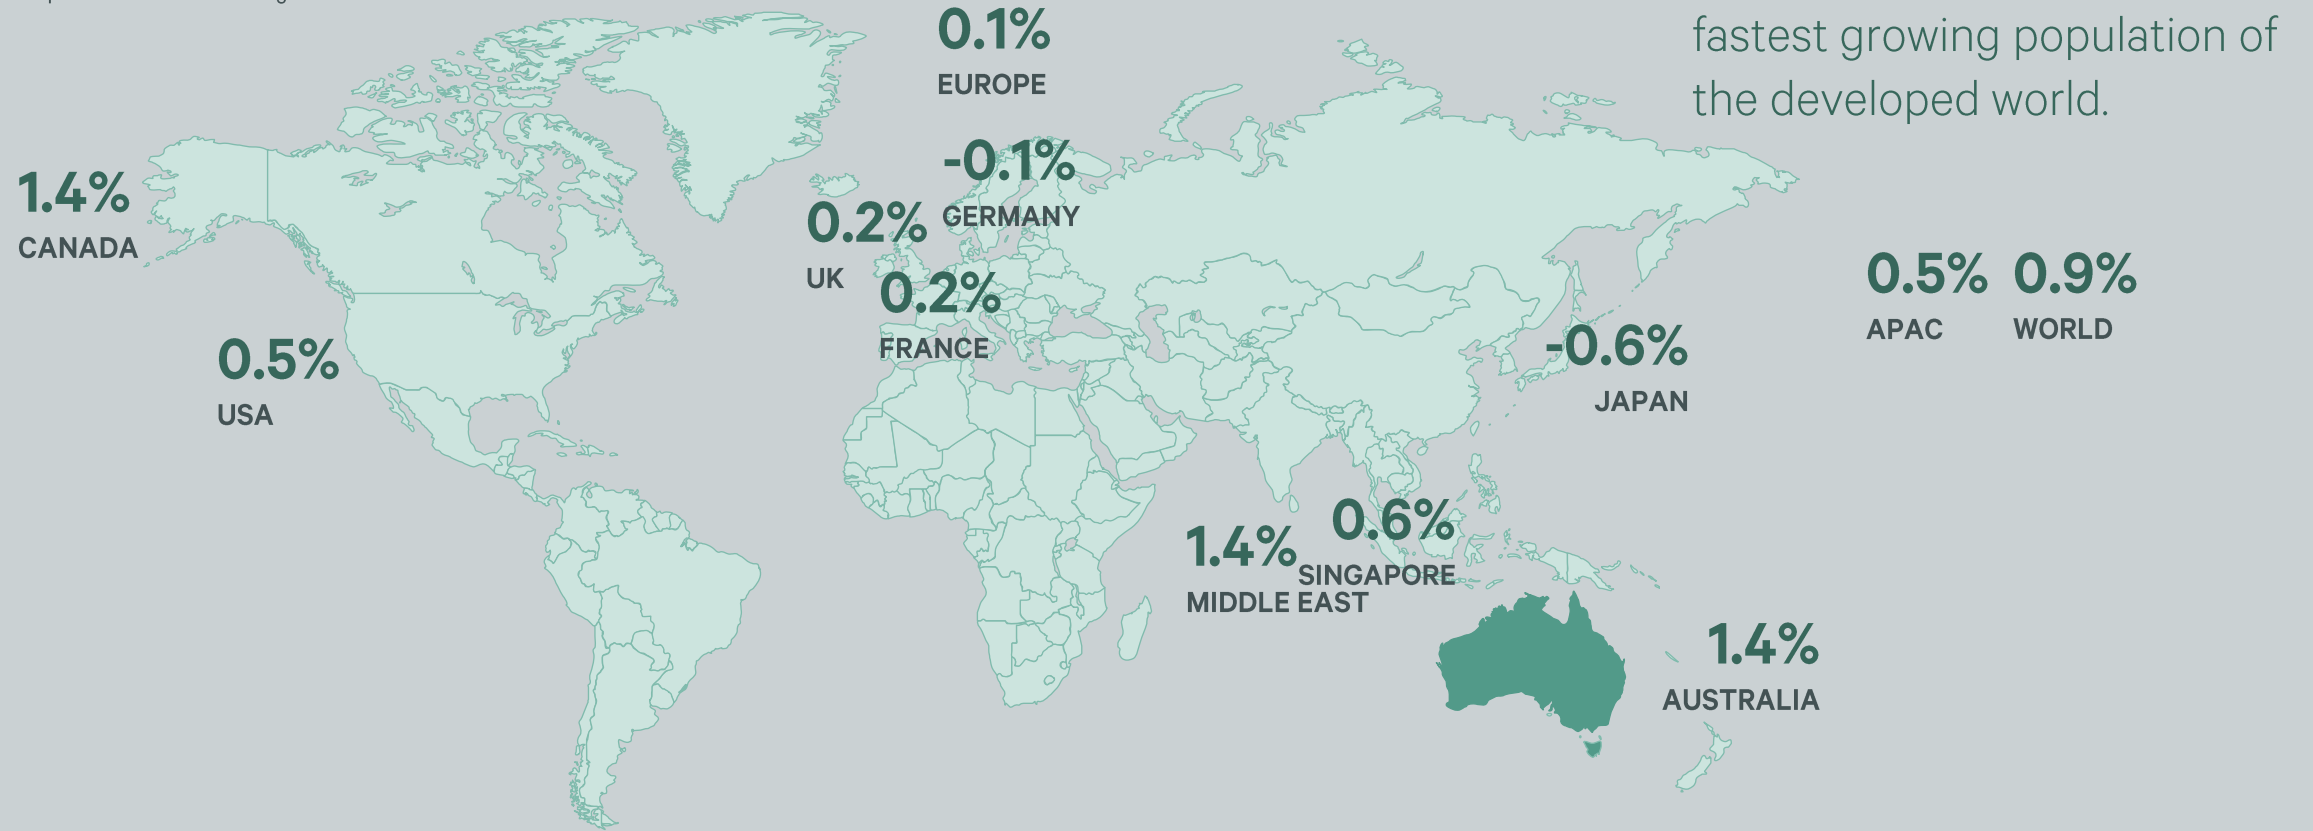 fastest growing population of
the developed world.
0.1%
EUROPE
-0.1%
GERMANY
1.4%
CANADA
0.2%
UK
0.2%
FRANCE
0.5%
USA
0.5%
APAC
0.9%
WORLD
-0.6%
JAPAN
0.6%
SINGAPORE
1.4%
MIDDLE EAST
1.4%
AUSTRALIA